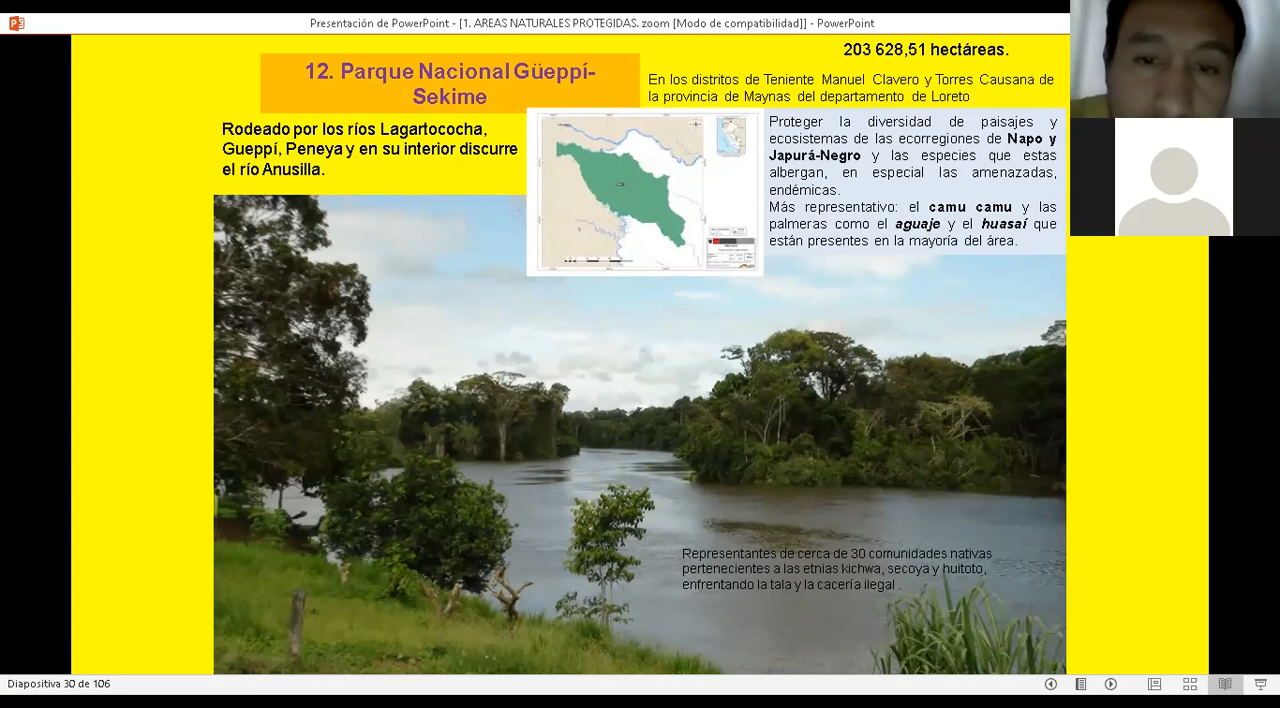 Presentación de PowerPoint - [1. AREAS NATURALES PROTEGIDAS. zoom [Modo de compatibilidad]] - PowerPoint
203 628,51 hectáreas.
12. Parque Nacional Güeppí-
Sekime
En los distritos de Teniente Manuel Clavero y Torres Causana de
la provincia de Maynas del departamento de Loreto
Rodeado por los ríos Lagartococha,
Gueppí, Peneya y en su interior discurre
el río Anusilla.
Proteger la diversidad de paisajes y
ecosistemas de las ecorregiones de Napo y
Japurá-Negro y las especies que estas
albergan, en especial las amenazadas,
endémicas.
Más representativo: el camu camu y las
palmeras como el aguaje y el huasaí que
están presentes en la mayoría del área.
Representantes de cerca de 30 comunidades nativas
pertenecientes a las etnias kichwa, secoya y huitoto,
enfrentando la tala y la cacería ilegal .
Diapositiva 30 de 106